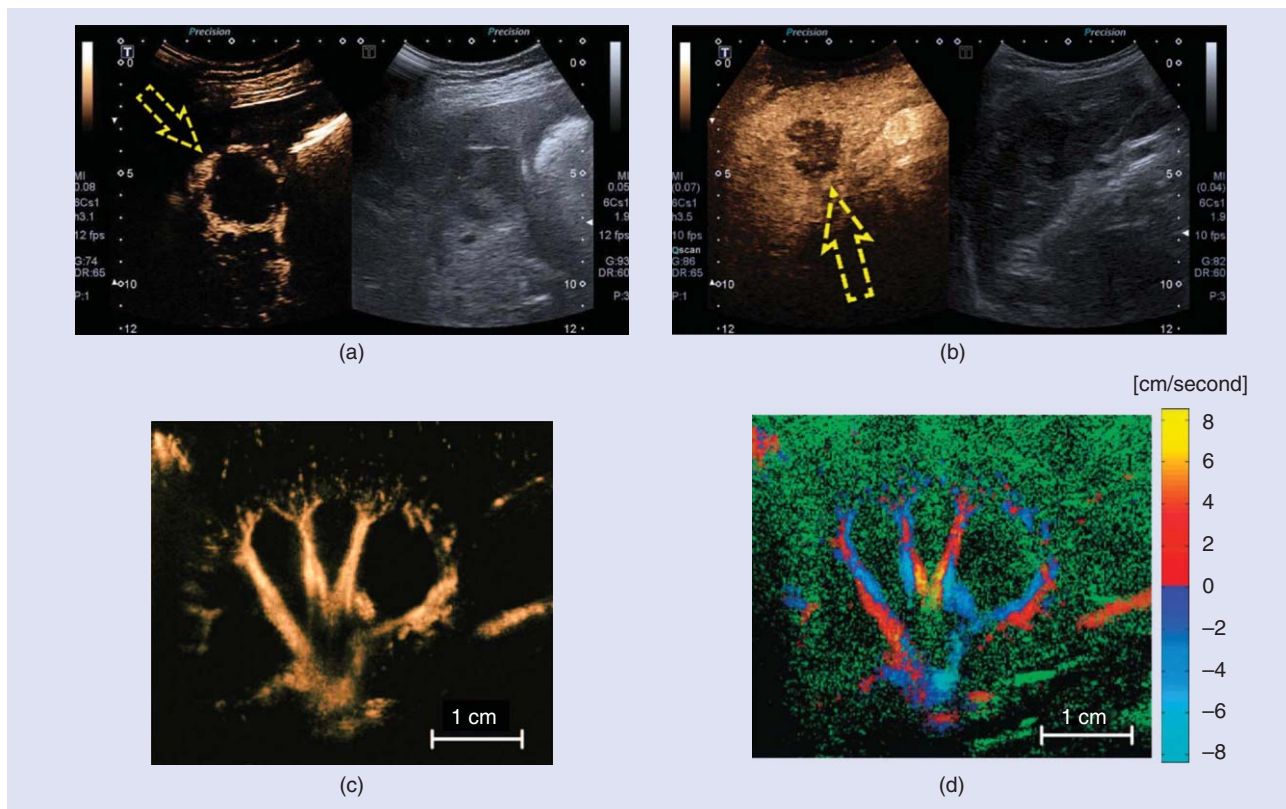 Precision
Precision
T
T
0
0
5
5
10
10
12
12
MI
0.08
6Cs1
h3.1
12 fps
G:74
DR:65
P:1
MI
0.05
6Cs1
1.9
12 fps
G:93
DR:60
P:3
(a)
Precision
Precision
T
T
0
0
5
5
10
10
12
12
MI
(0.07)
6Cs1
h3.5
10 fps
Qscan
G:86
DR:65
P:1
MI
(0.04)
6Cs1
1.9
10 fps
G:82
DR:60
P:3
(b)
1 cm
(c)
[cm/second]
8
6
4
2
0
–2
–4
–6
–8
1 cm
(d)